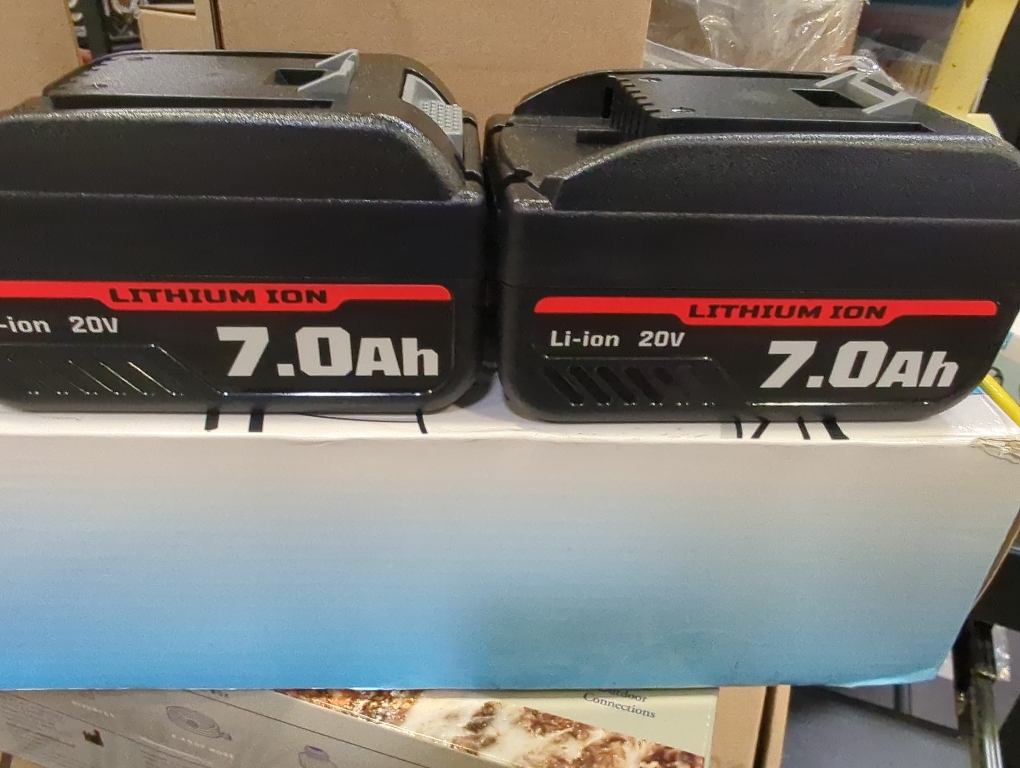 LITHIUM ION
-ion 20V
7.0Ah
LITHIUM ION
Li-ion 20V
7.0Ah
Connections